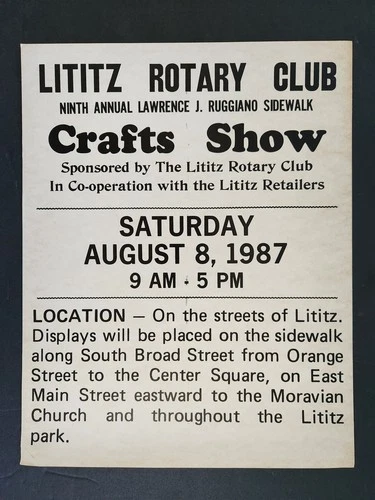 LITITZ ROTARY CLUB
NINTH ANNUAL LAWRENCE J. RUGGIANO SIDEWALK
Crafts Show
Sponsored by The Lititz Rotary Club
In Co-operation with the Lititz Retailers
SATURDAY
AUGUST 8, 1987
9 AM - 5 PM
LOCATION — On the streets of Lititz.
Displays will be placed on the sidewalk
along South Broad Street from Orange
Street to the Center Square, on East
Main Street eastward to the Moravian
Church and throughout the Lititz
park.